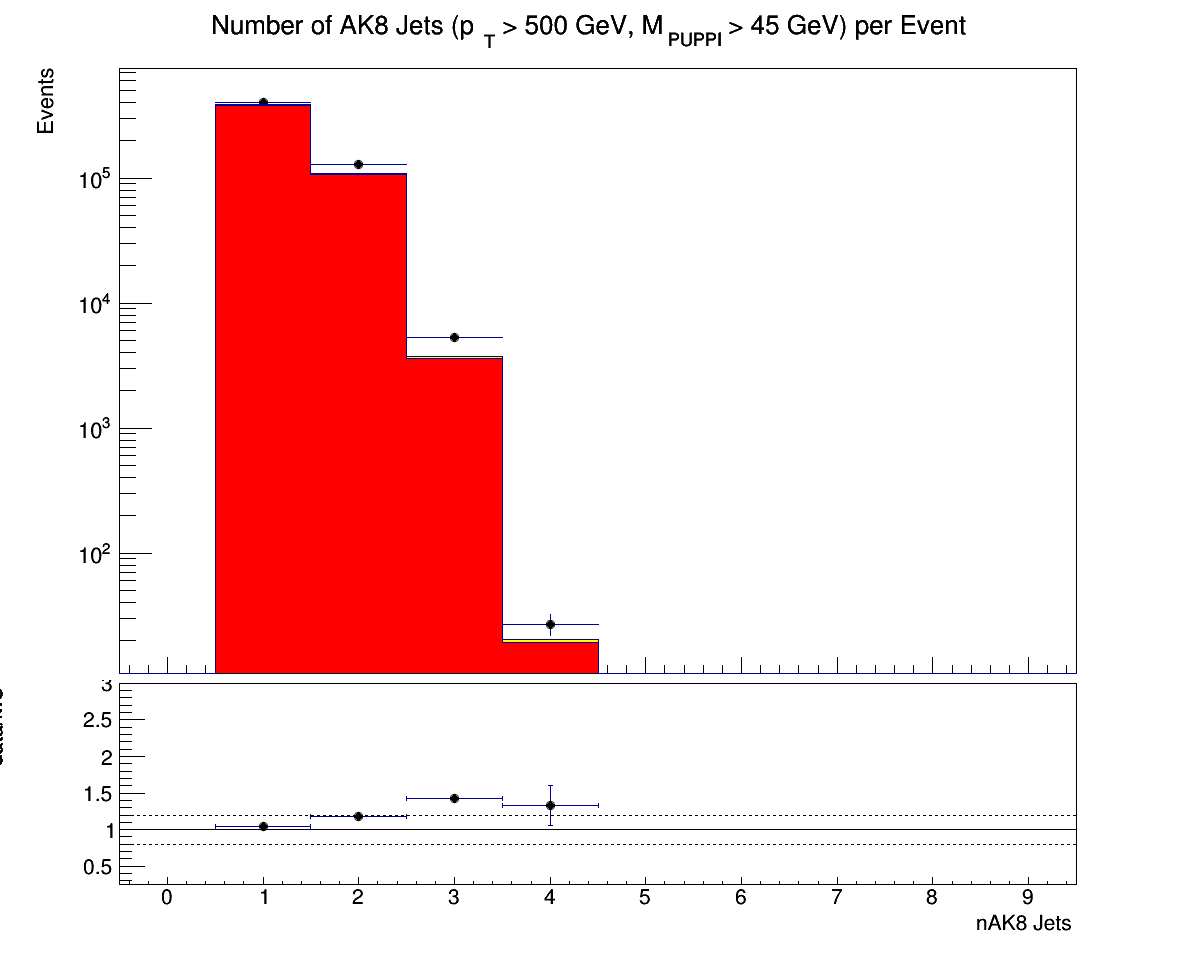 Number of AK8 Jets (p T > 500 GeV, M PUPPI > 45 GeV) per Event
Events
10^5
10^4
10^3
10^2
3
2.5
2
1.5
1
0.5
0 1 2 3 4 5 6 7 8 9
nAK8 Jets